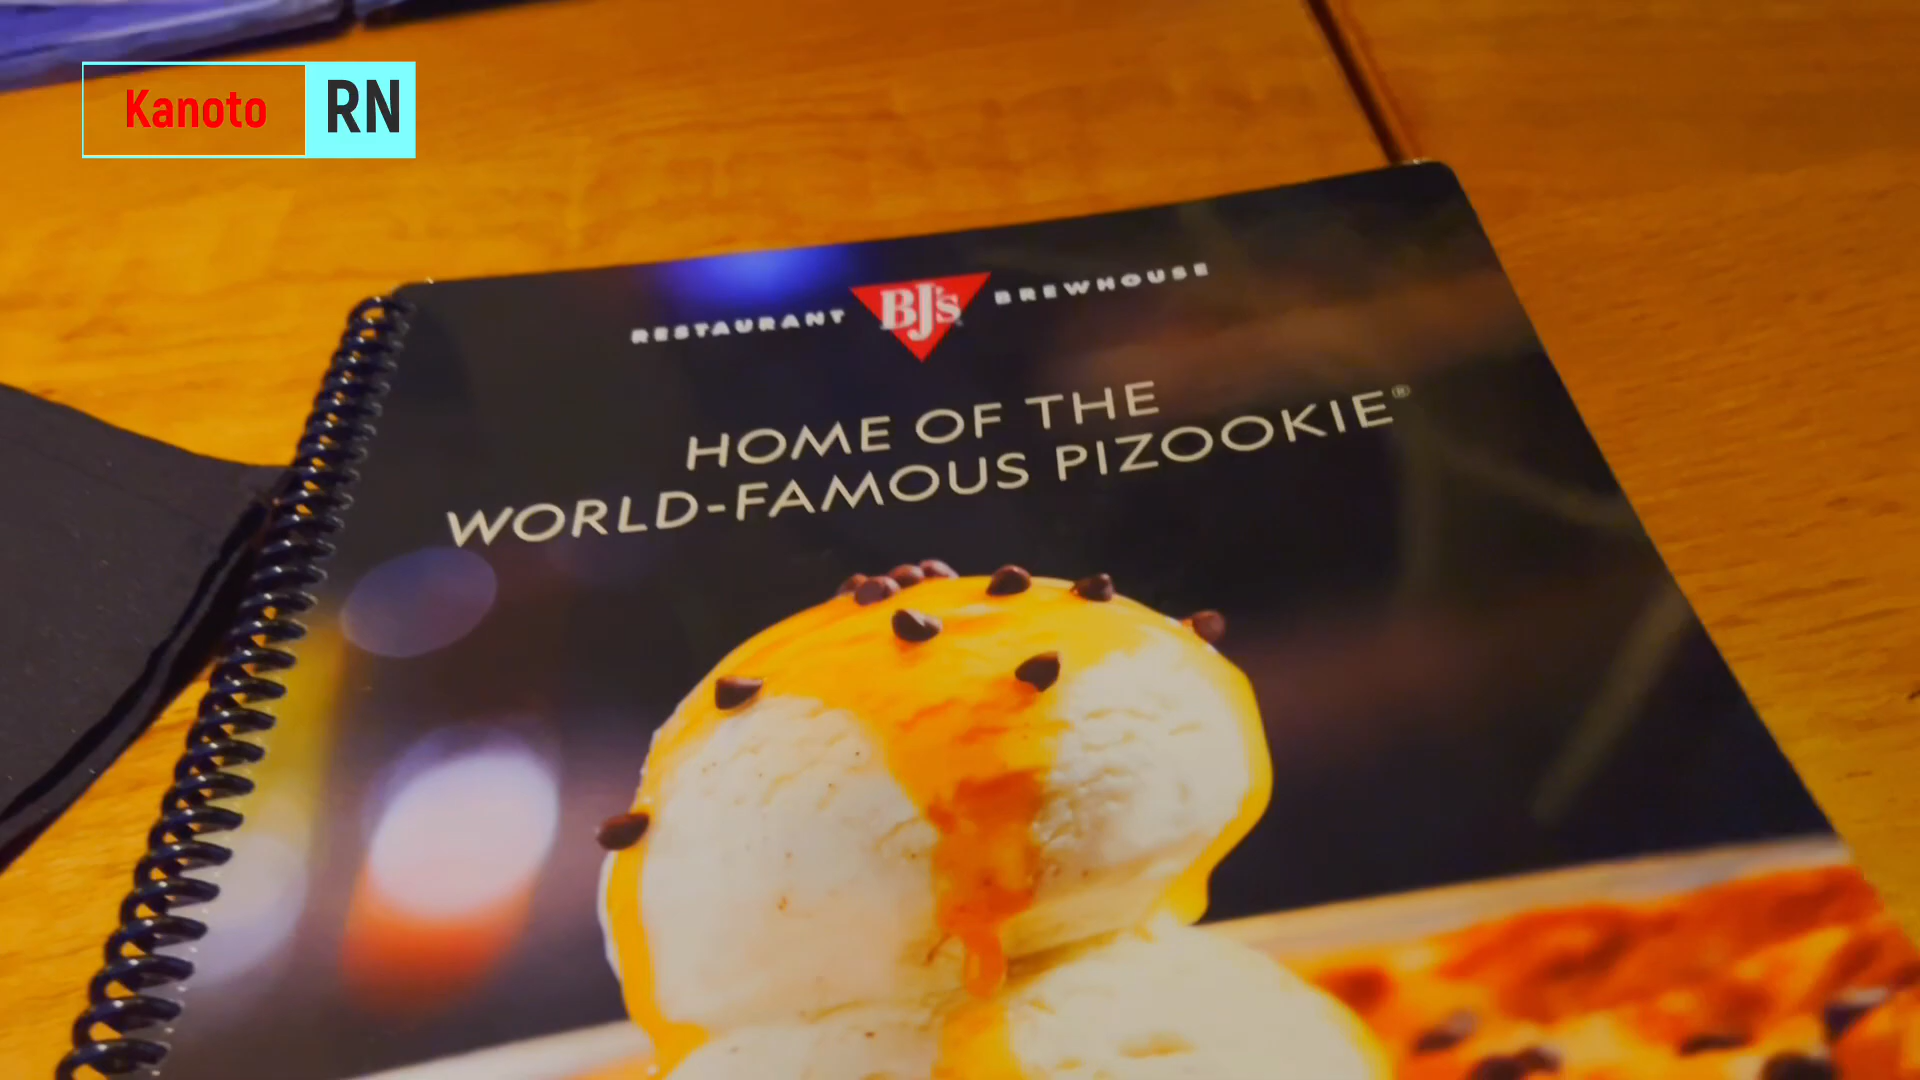 Kanoto RN
RESTAURANT BJ's BREWHOUSE
HOME OF THE
WORLD-FAMOUS PIZOOKIE®